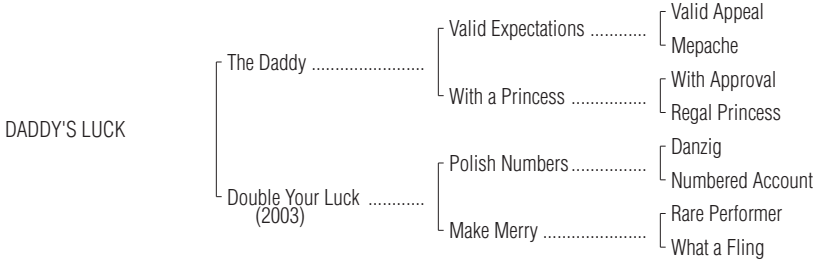 Valid Appeal
Valid Expectations ............
Mepache
The Daddy .......................
With Approval
With a Princess ................
Regal Princess
DADDY'S LUCK
Danzig
Polish Numbers................
Numbered Account
Double Your Luck ............
(2003)
Rare Performer
Make Merry ......................
What a Fling